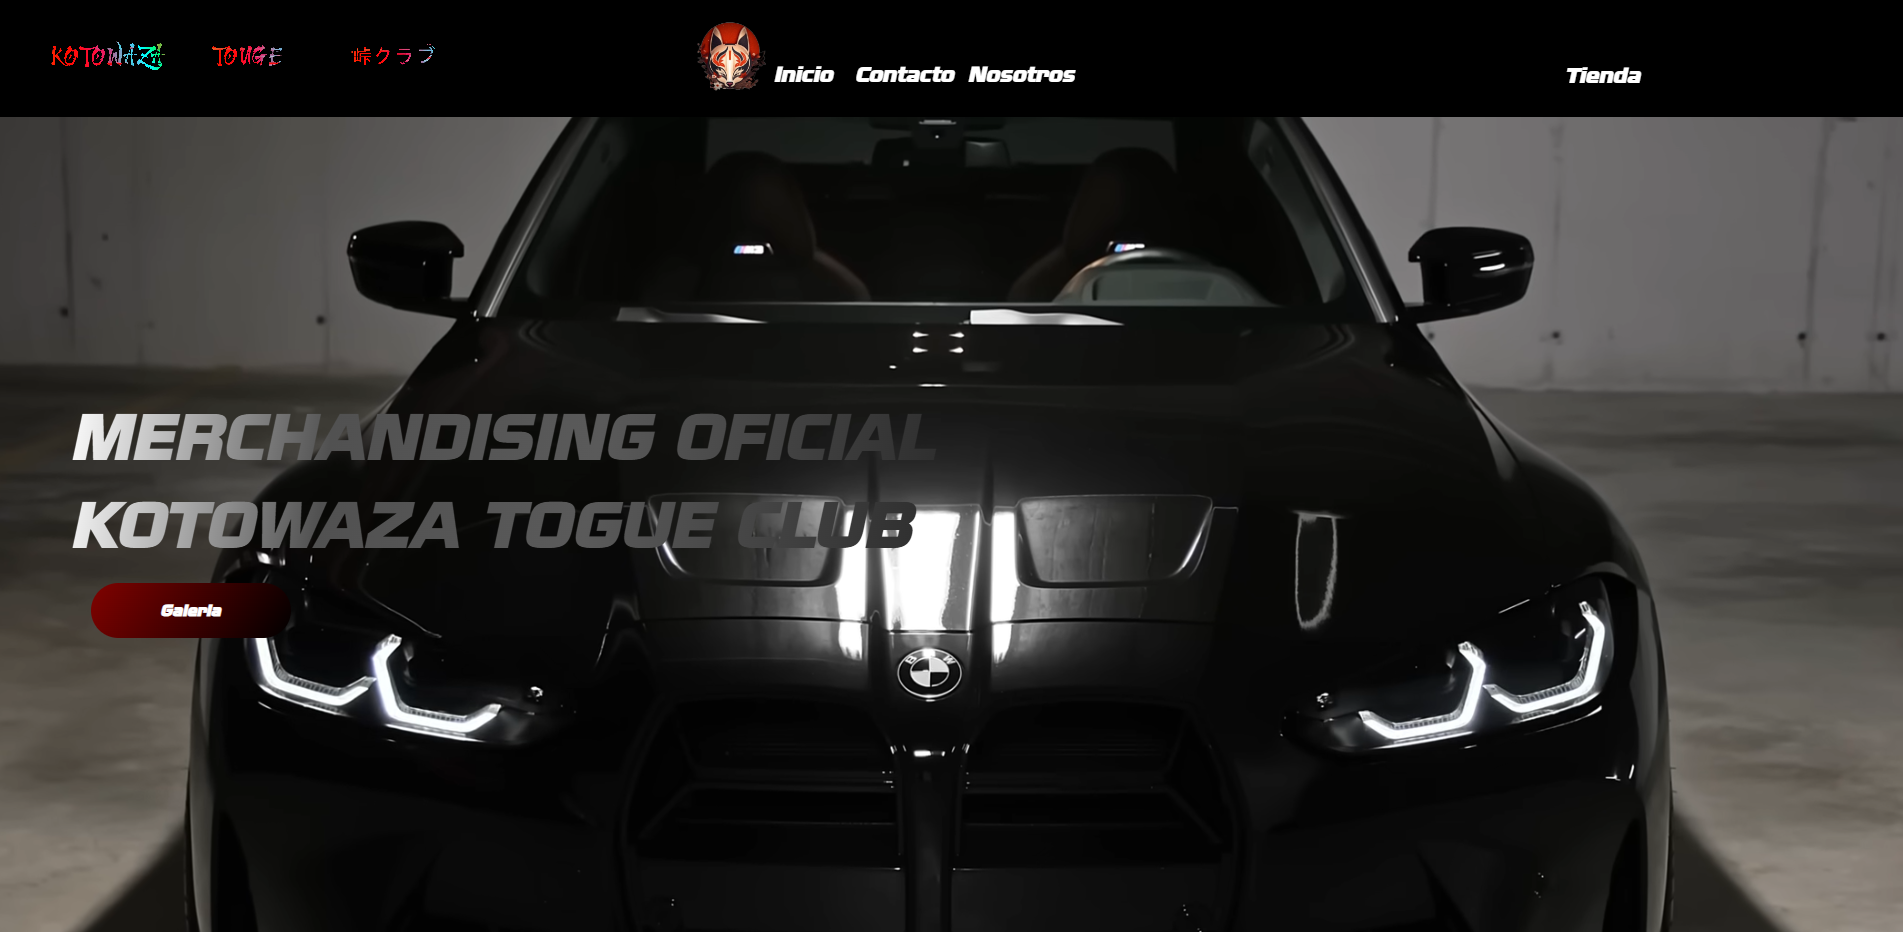 KOTOWAZA TOUGE 峠クラブ
Inicio Contacto Nosotros Tienda
MERCHANDISING OFICIAL
KOTOWAZA TOGUE CLUB
Galeria